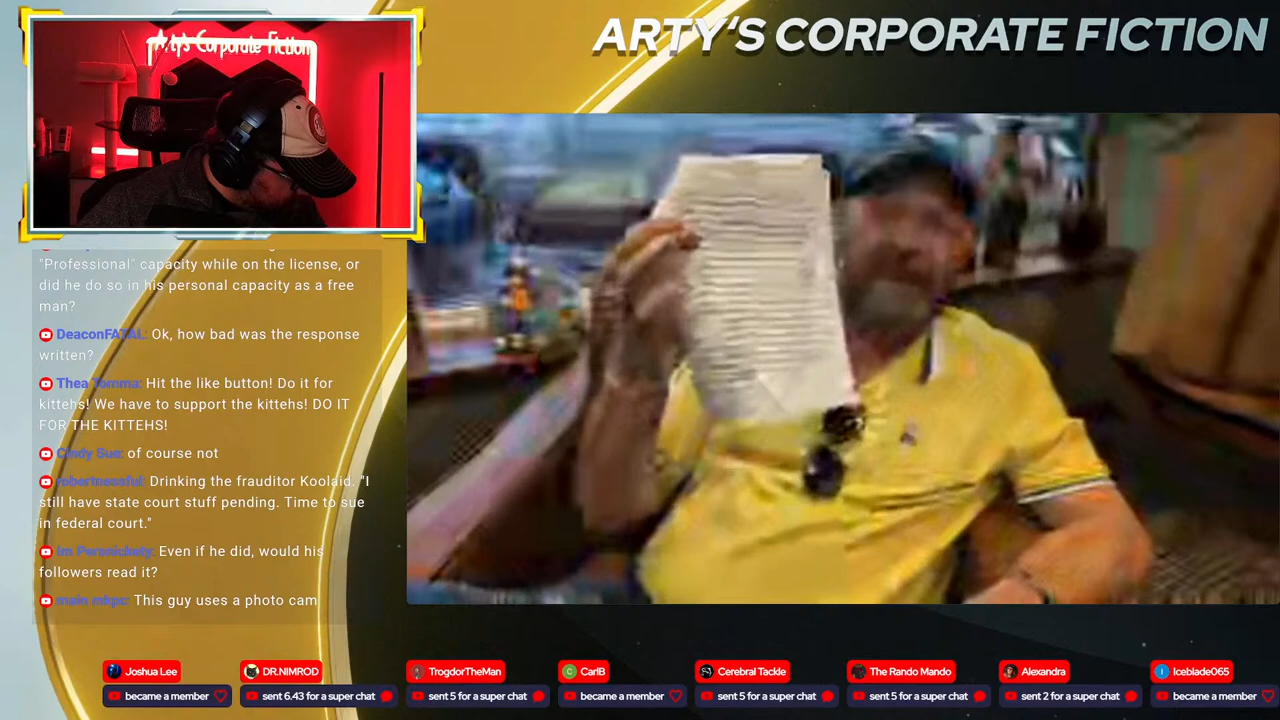 ARTY'S CORPORATE FICTION
Arty's Corporate Fiction
"Professional" capacity while on the license, or
did he do so in his personal capacity as a free
man?
DeaconFATAL: Ok, how bad was the response
written?
Thea Tomma: Hit the like button! Do it for
kittehs! We have to support the kittehs! DO IT
FOR THE KITTEHS!
Cindy Sue: of course not
Drinking the frauditor Koolaid. "I
still have state court stuff pending. Time to sue
in federal court."
Im Persnickety: Even if he did, would his
followers read it?
This guy uses a photo cam
Joshua Lee
became a member
DR.NIMROD
sent 6.43 for a super chat
TrogdorTheMan
sent 5 for a super chat
CarlB
became a member
Cerebral Tackle
sent 5 for a super chat
The Rando Mando
sent 5 for a super chat
Alexandra
sent 2 for a super chat
Iceblade065
became a member